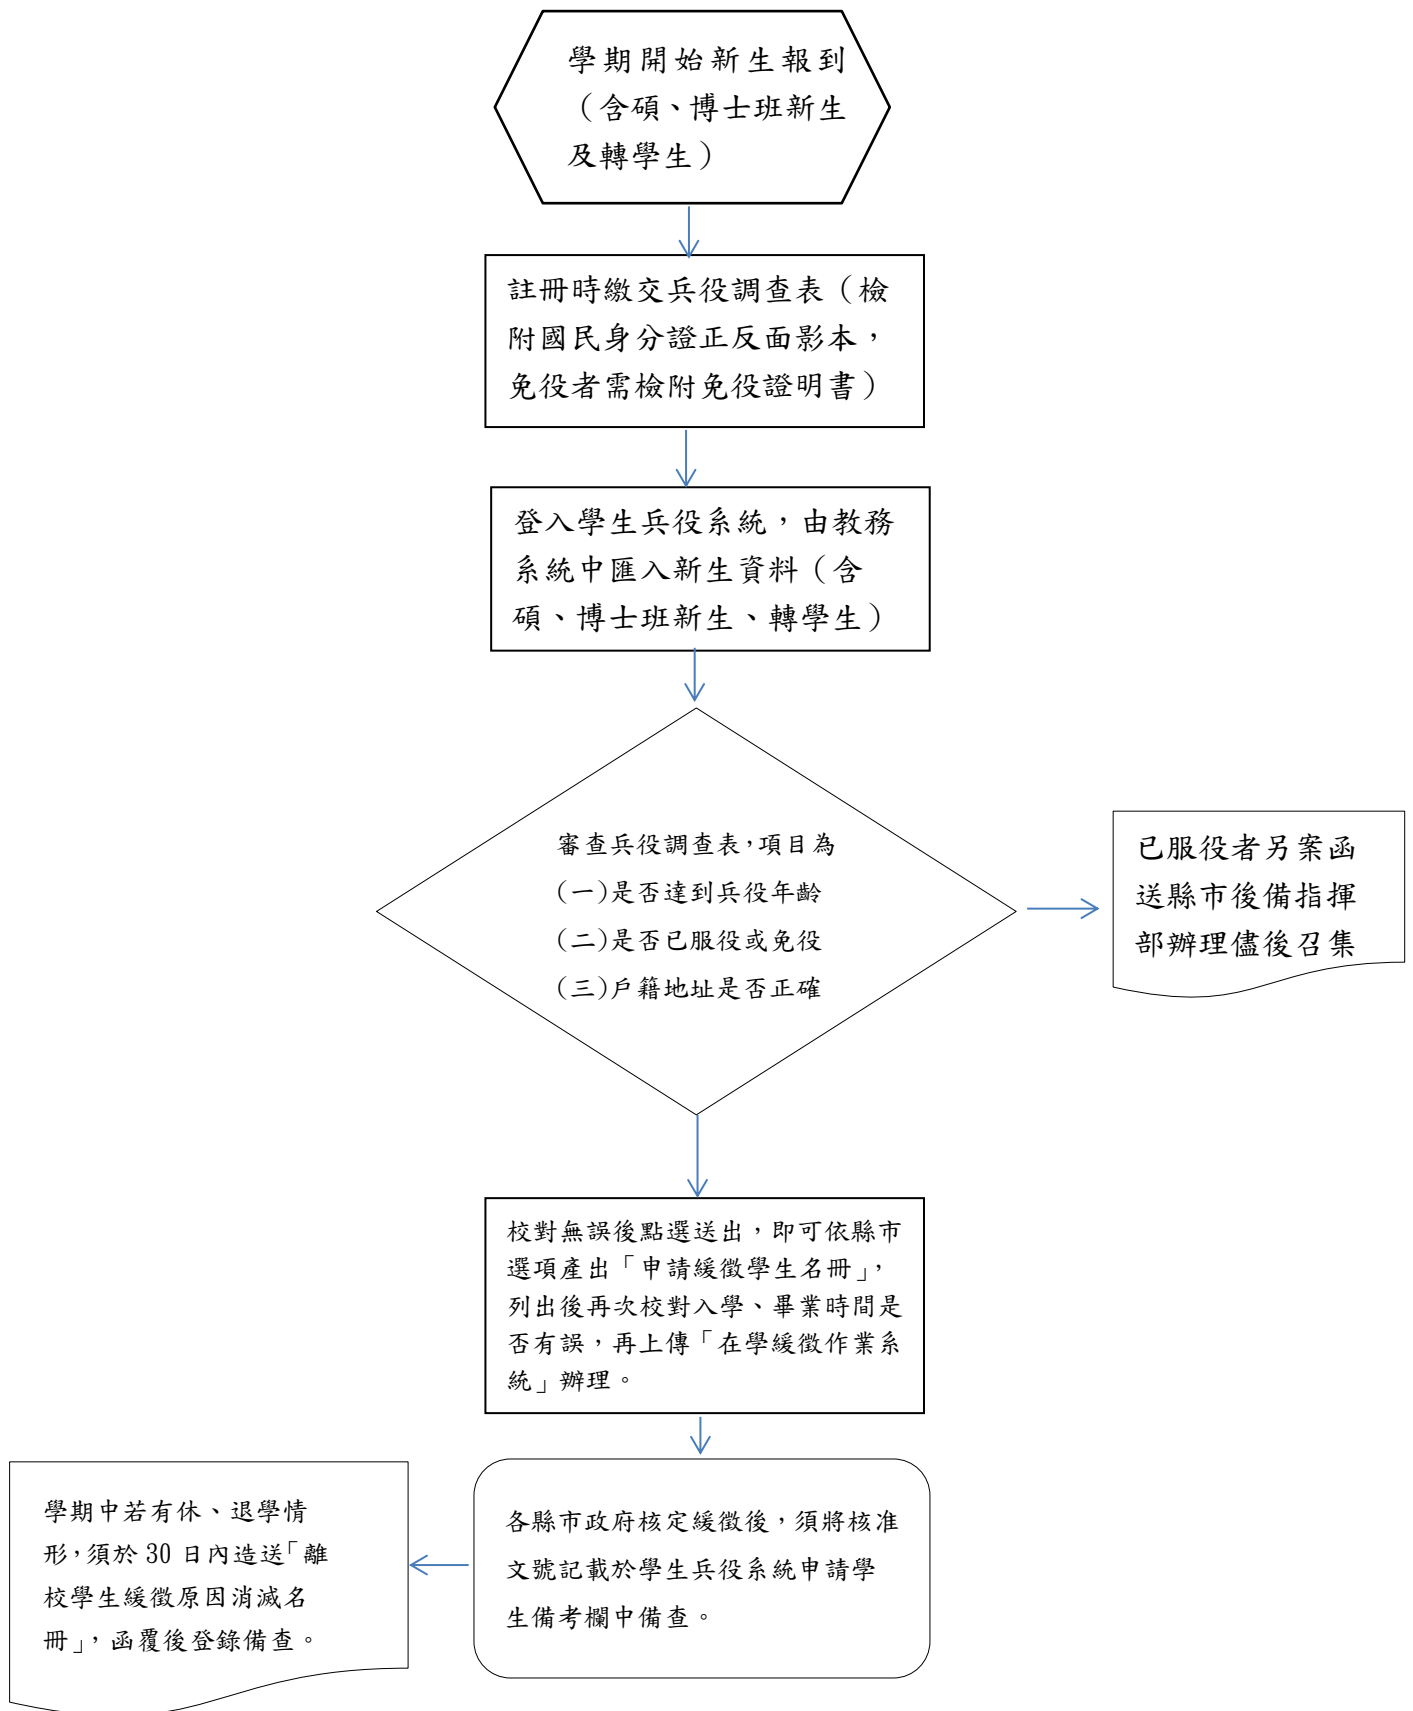 學期開始新生報到
（含碩、博士班新生
及轉學生）
註冊時繳交兵役調查表（檢
附國民身分證正反面影本，
免役者需檢附免役證明書）
登入學生兵役系統，由教務
系統中匯入新生資料（含
碩、博士班新生、轉學生）
審查兵役調查表，項目為
(一)是否達到兵役年齡
(二)是否已服役或免役
(三)戶籍地址是否正確
已服役者另案函
送縣市後備指揮
部辦理儘後召集
校對無誤後點選送出，即可依縣市
選項產出「申請緩徵學生名冊」，
列出後再次校對入學、畢業時間是
否有誤，再上傳「在學緩徵作業系
統」辦理。
各縣市政府核定緩徵後，須將核准
文號記載於學生兵役系統申請學
生備考欄中備查。
學期中若有休、退學情
形，須於 30 日內造送「離
校學生緩徵原因消滅名
冊」，函覆後登錄備查。